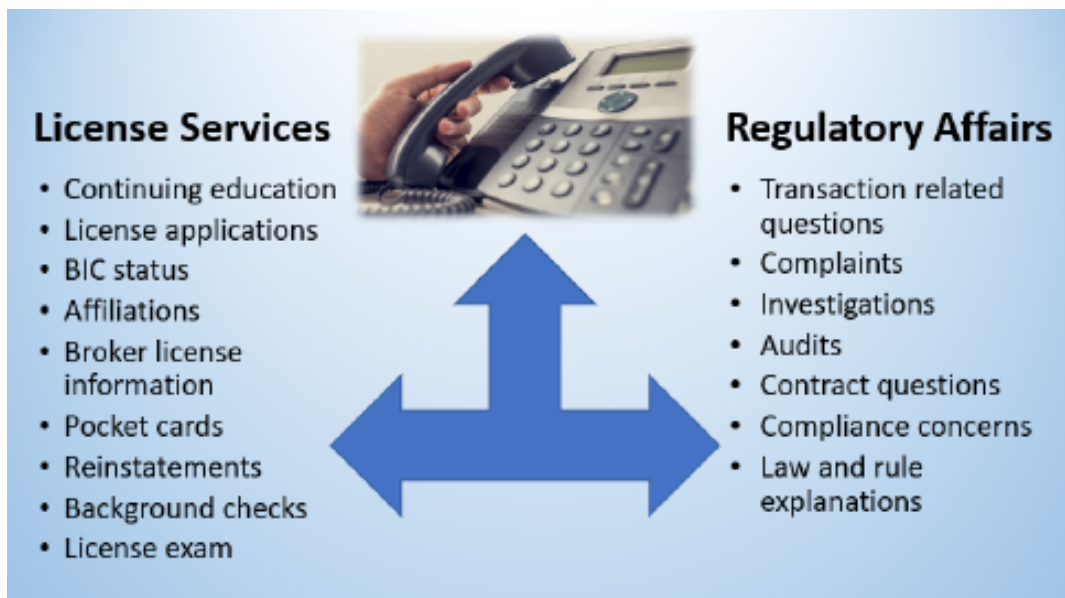 License Services
• Continuing education
• License applications
• BIC status
• Affiliations
• Broker license
information
• Pocket cards
• Reinstatements
• Background checks
• License exam
Regulatory Affairs
• Transaction related
questions
• Complaints
• Investigations
• Audits
• Contract questions
• Compliance concerns
• Law and rule
explanations